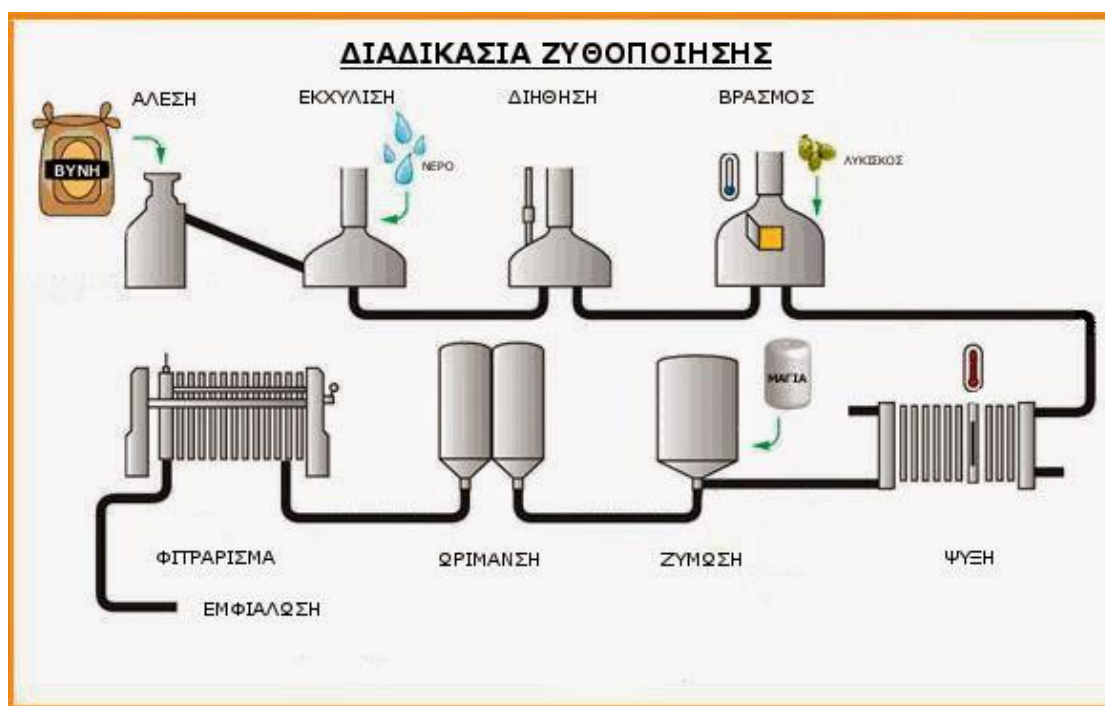 ΔΙΑΔΙΚΑΣΙΑ ΖΥΘΟΠΟΙΗΣΗΣ
ΑΛΕΣΗ
ΕΚΧΥΛΙΣΗ
ΔΙΗΘΗΣΗ
ΒΡΑΣΜΟΣ
ΒΥΝΗ
ΝΕΡΟ
ΛΥΚΙΣΚΟΣ
ΜΑΓΙΑ
ΦΙΤΡΑΡΙΣΜΑ
ΩΡΙΜΑΝΣΗ
ΖΥΜΩΣΗ
ΨΥΞΗ
ΕΜΦΙΑΛΩΣΗ